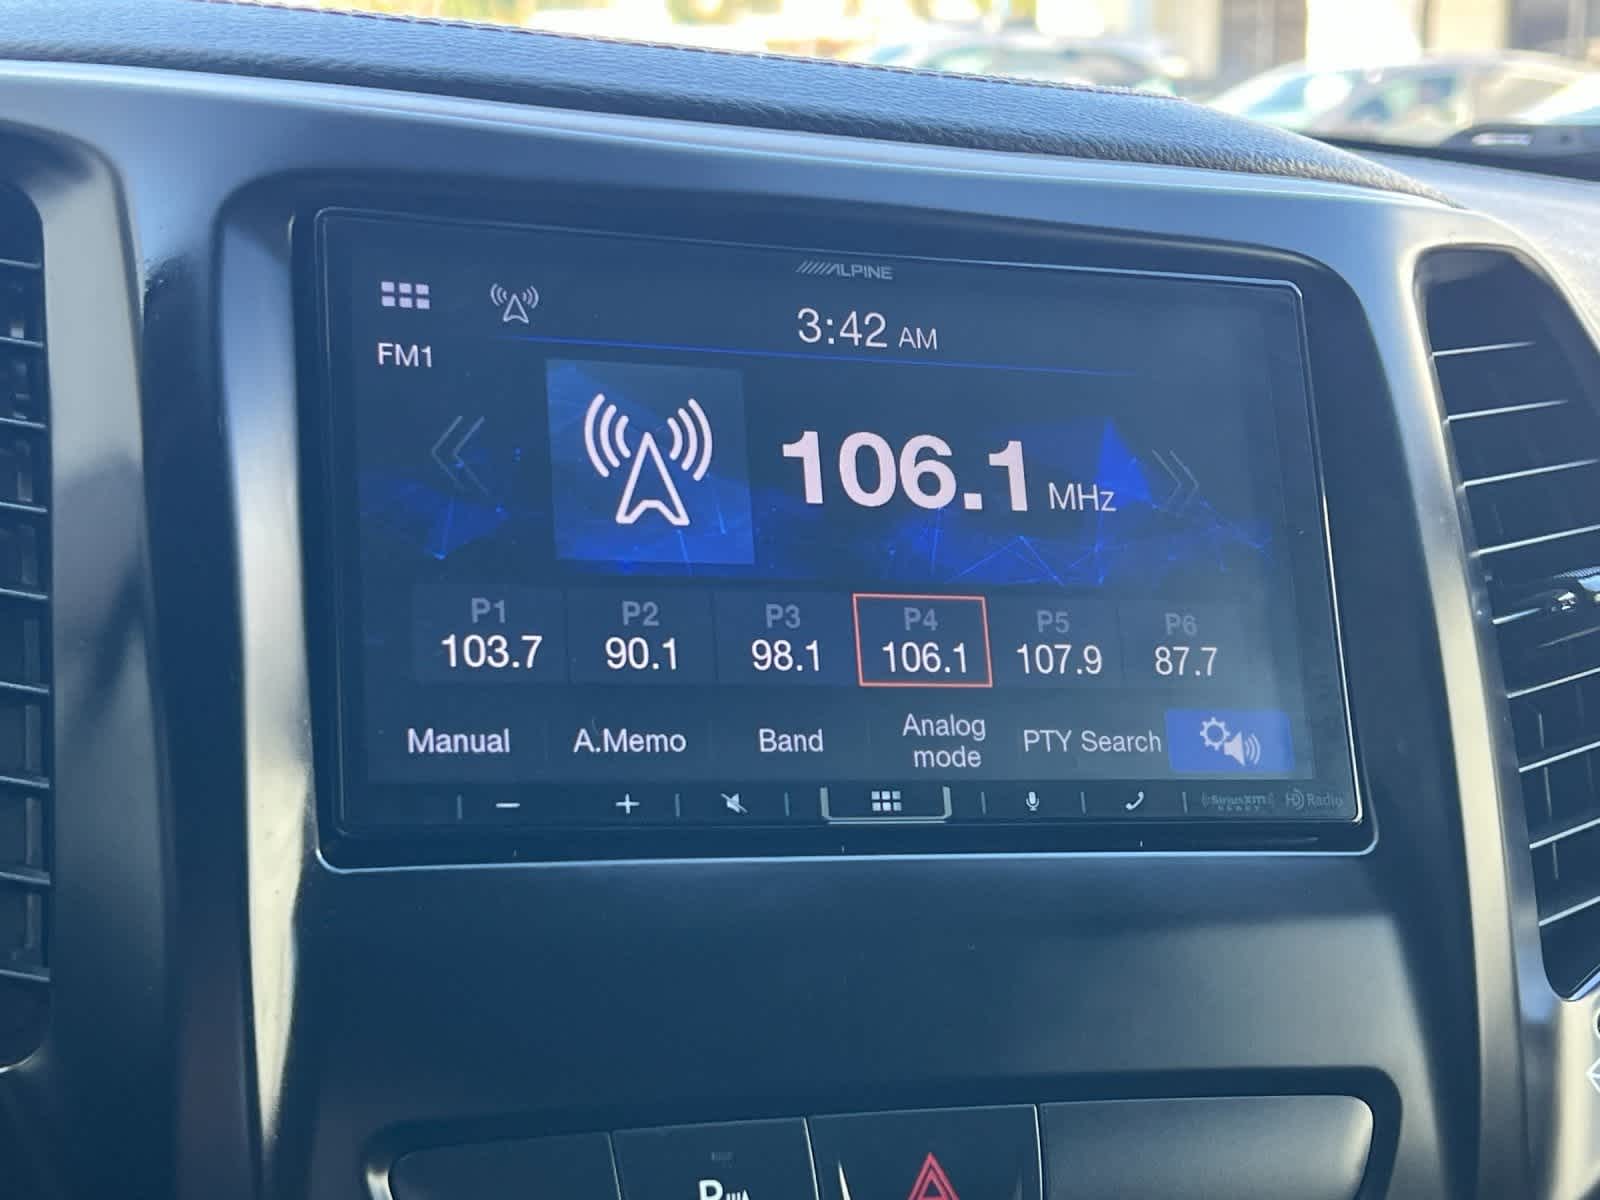 ALPINE
3:42 AM
FM1
106.1 MHz
P1 P2 P3 P4 P5 P6
103.7 90.1 98.1 106.1 107.9 87.7
Manual A.Memo Band Analog mode PTY Search
SiriusXM HD Radio
P